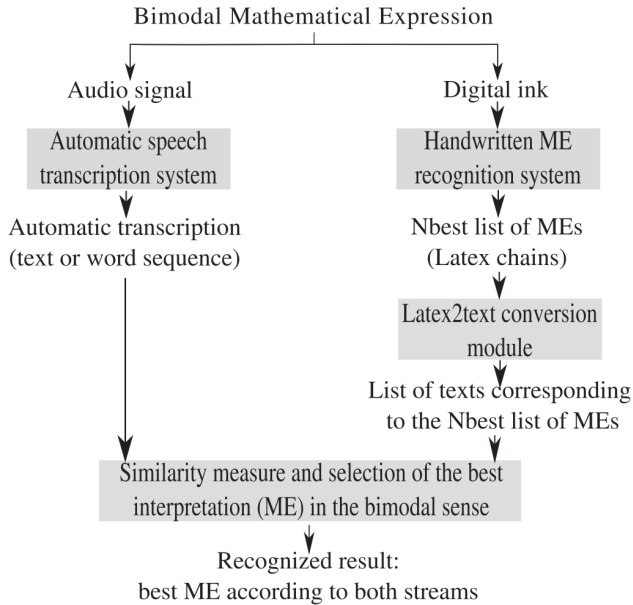 Bimodal Mathematical Expression
Audio signal
Automatic speech
transcription system
Automatic transcription
(text or word sequence)
Digital ink
Handwritten ME
recognition system
Nbest list of MEs
(Latex chains)
Latex2text conversion
module
List of texts corresponding
to the Nbest list of MEs
Similarity measure and selection of the best
interpretation (ME) in the bimodal sense
Recognized result:
best ME according to both streams